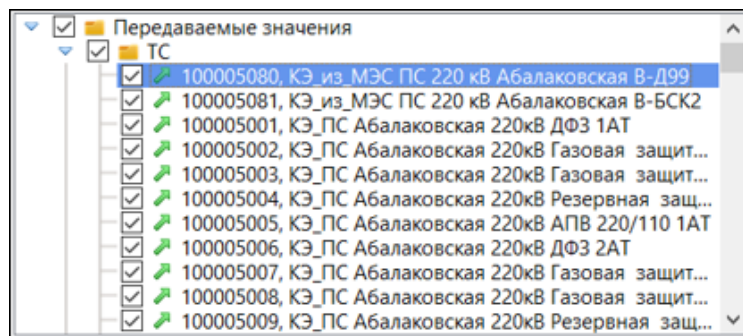 Передаваемые значения
ТС
100005080, КЭ_из_МЭС ПС 220 кВ Абалаковская В-Д99
100005081, КЭ_из_МЭС ПС 220 кВ Абалаковская В-БСК2
100005001, КЭ_ПС Абалаковская 220кВ ДФЗ 1АТ
100005002, КЭ_ПС Абалаковская 220кВ Газовая  защит...
100005003, КЭ_ПС Абалаковская 220кВ Газовая  защит...
100005004, КЭ_ПС Абалаковская 220кВ Резервная  защ...
100005005, КЭ_ПС Абалаковская 220кВ АПВ 220/110 1АТ
100005006, КЭ_ПС Абалаковская 220кВ ДФЗ 2АТ
100005007, КЭ_ПС Абалаковская 220кВ Газовая  защит...
100005008, КЭ_ПС Абалаковская 220кВ Газовая  защит...
100005009, КЭ_ПС Абалаковская 220кВ Резервная  защ...